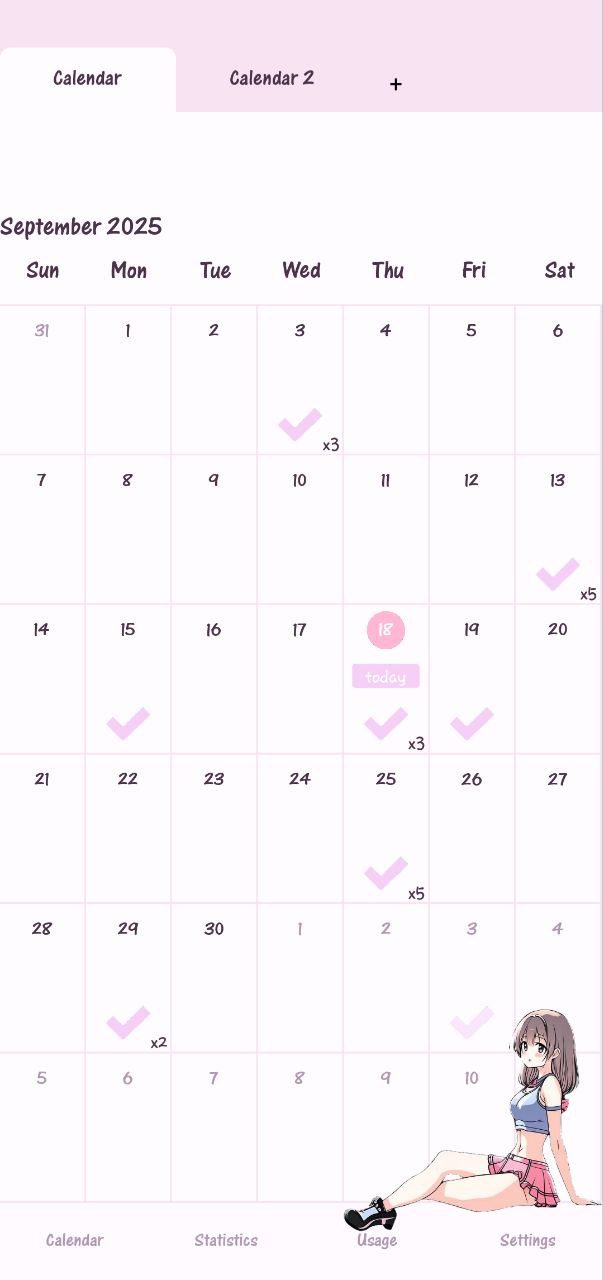 Calendar Calendar 2 +
September 2025
Sun Mon Tue Wed Thu Fri Sat
31 1 2 3 4 5 6
x3
7 8 9 10 11 12 13
x5
14 15 16 17 18 19 20
today
x3
21 22 23 24 25 26 27
x5
28 29 30 1 2 3 4
x2
5 6 7 8 9 10
Calendar Statistics Usage Settings